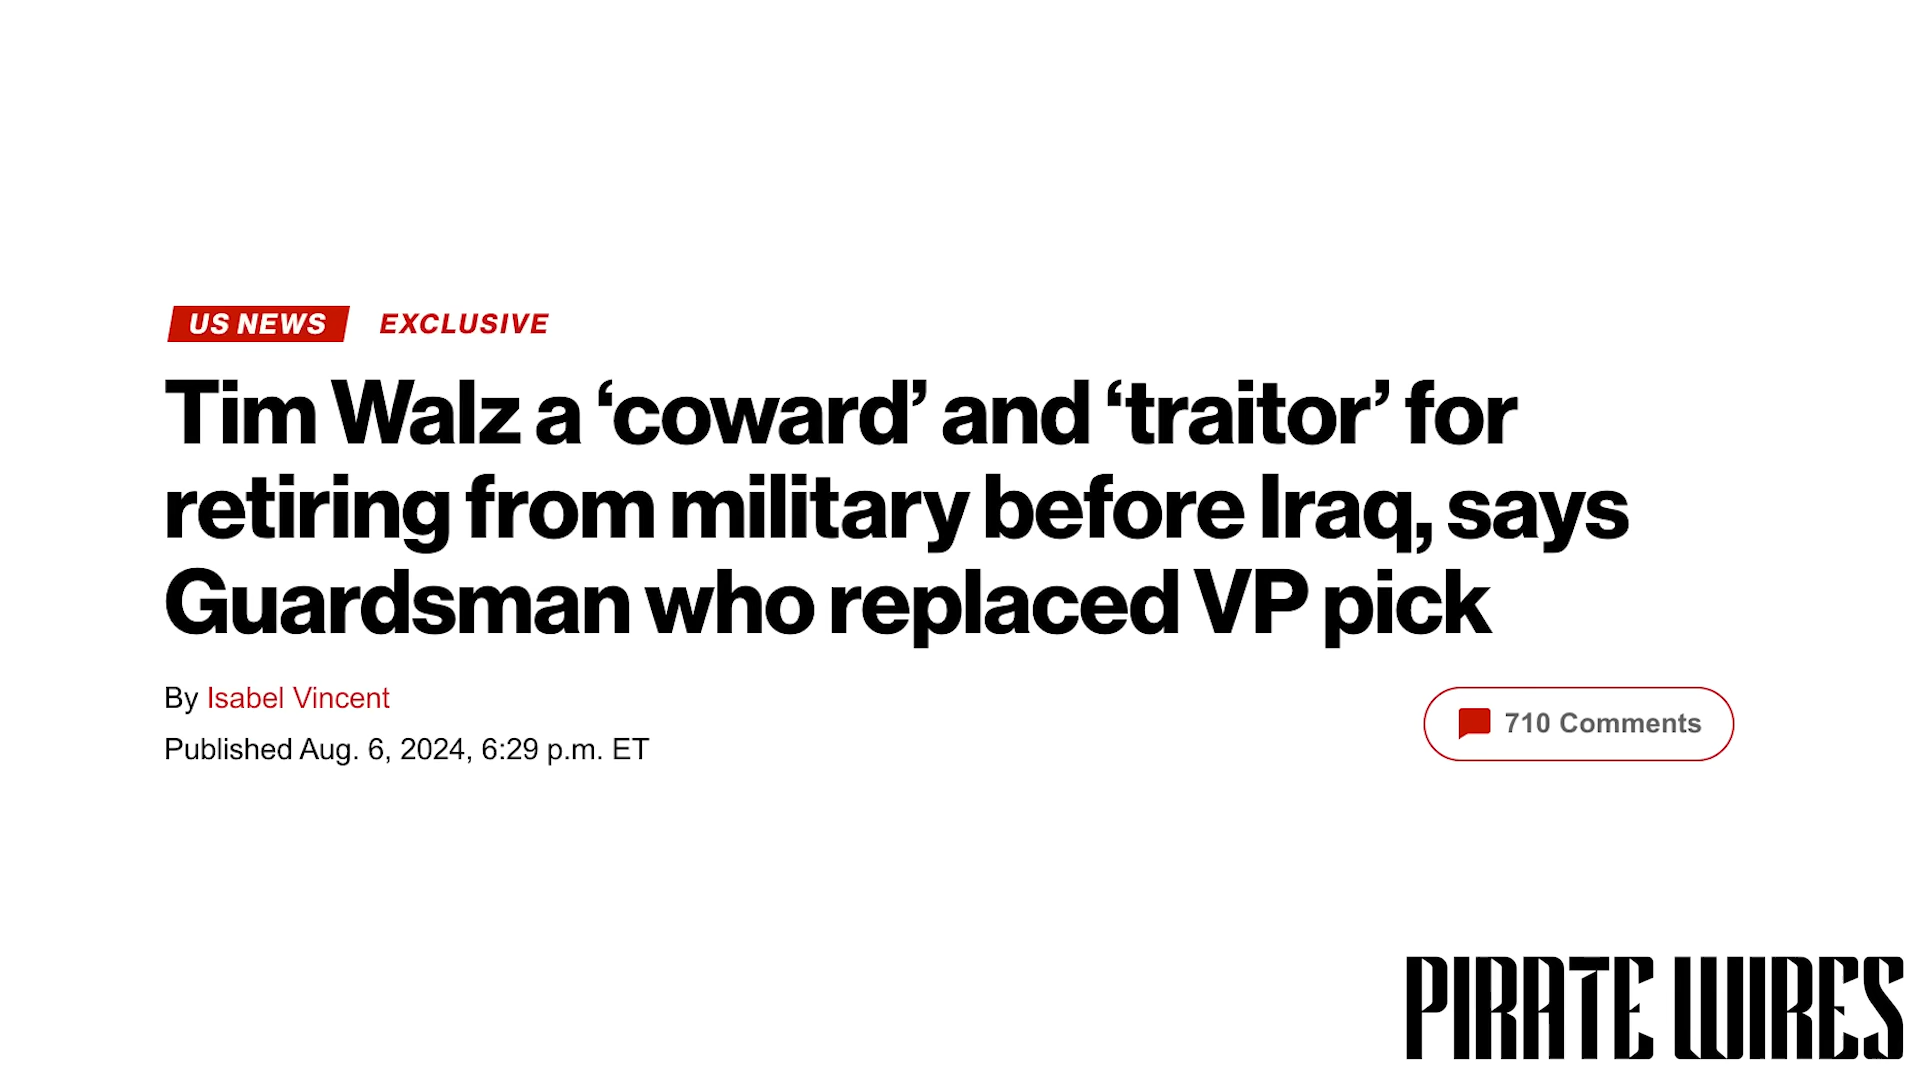 US NEWS EXCLUSIVE
Tim Walz a ‘coward’ and ‘traitor’ for
retiring from military before Iraq, says
Guardsman who replaced VP pick
By Isabel Vincent
Published Aug. 6, 2024, 6:29 p.m. ET
710 Comments
PIRATE WIRES